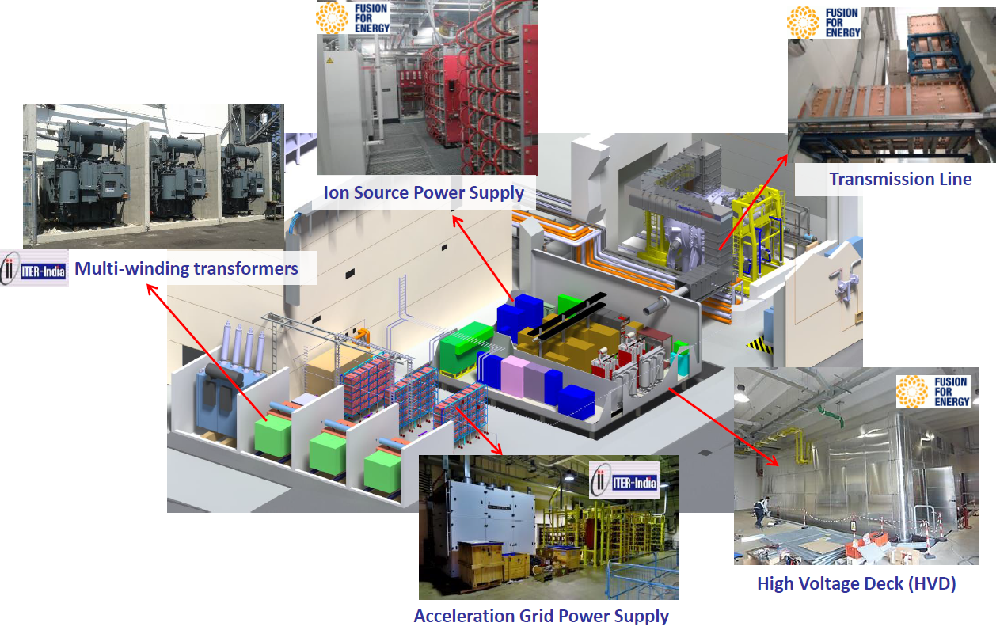 FUSION
FOR
ENERGY
FUSION
FOR
ENERGY
Ion Source Power Supply
Transmission Line
ITER-India
Multi-winding transformers
FUSION
FOR
ENERGY
ITER-India
High Voltage Deck (HVD)
Acceleration Grid Power Supply